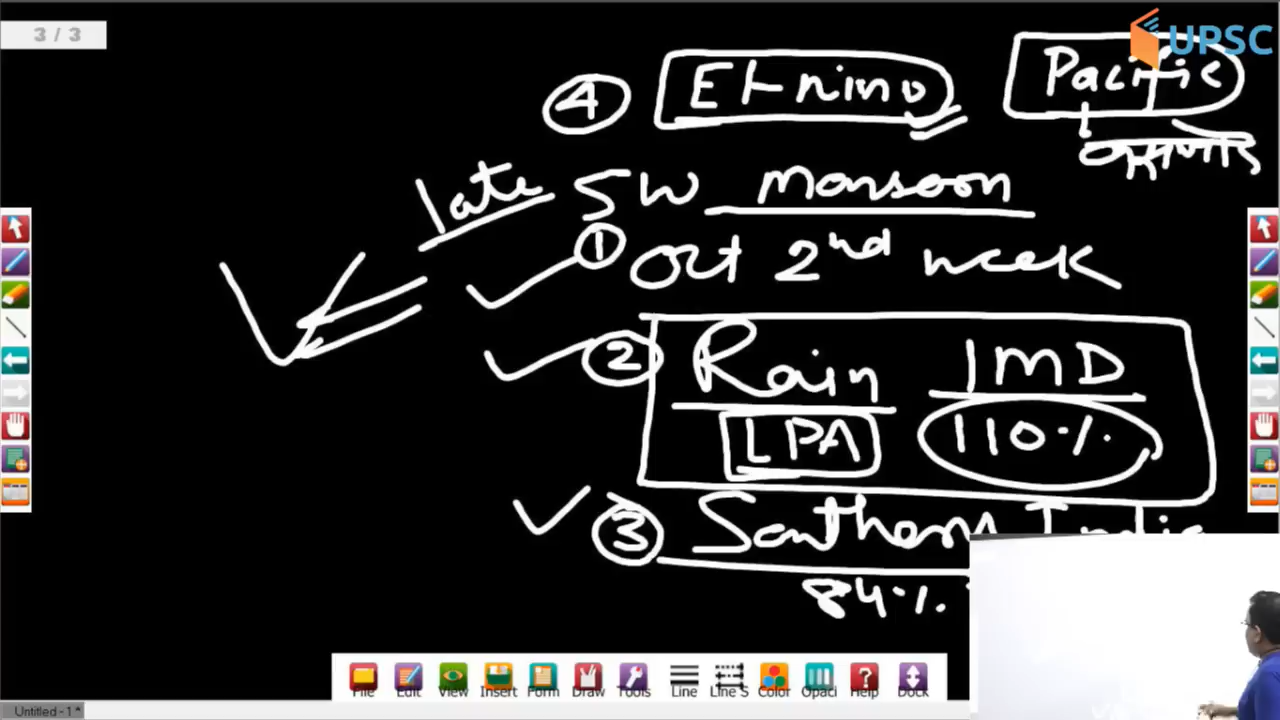 3 / 3
UPSC
④ El-nino Pacific
late SW monsoon
① Oct 2nd week
② Rain IMD
LPA 110%
③ Southern India
84%
File Edit View Insert Form Draw Tools Line Line S Color Opaci Help Dock
Untitled - 1 *